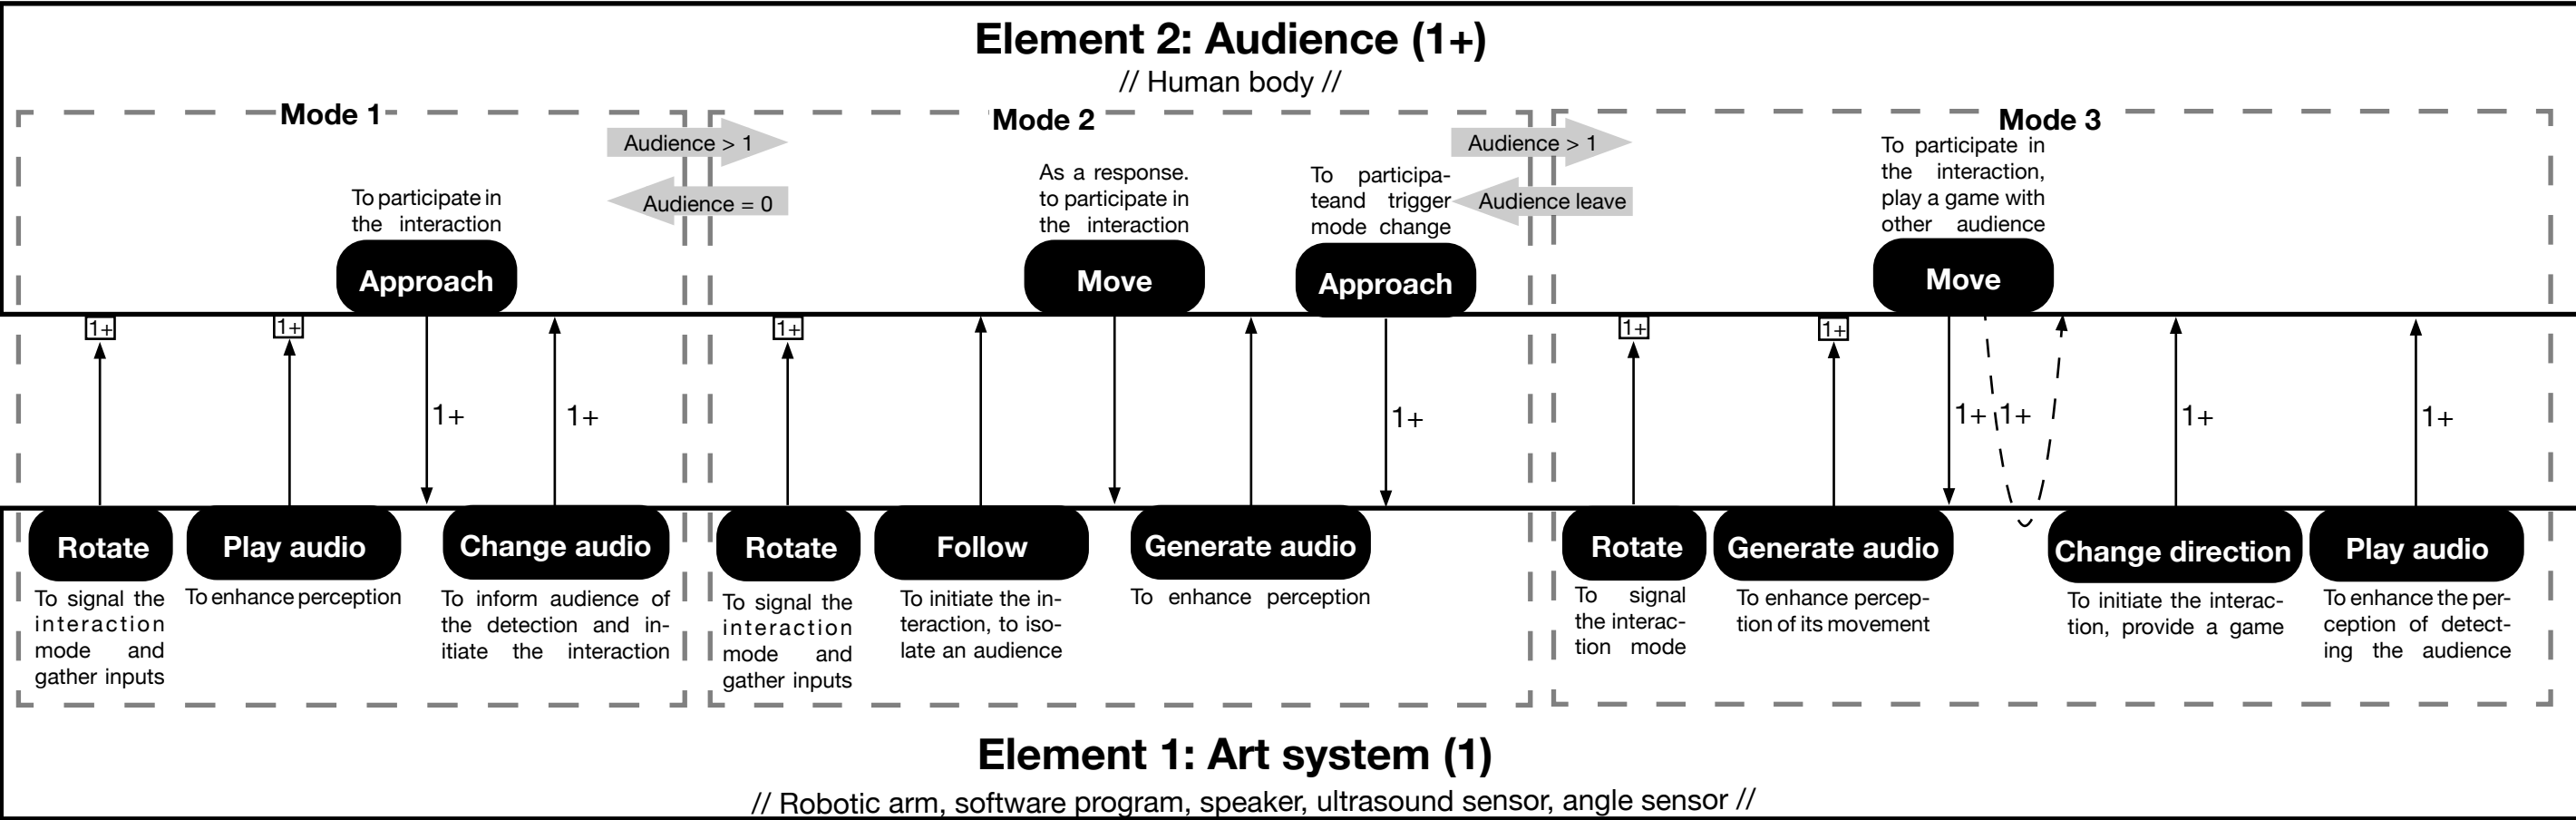 Element 2: Audience (1+)
// Human body //
Mode 1
Mode 2
Mode 3
Audience > 1
Audience = 0
Audience > 1
Audience leave
To participate in
the interaction
Approach
As a response.
to participate in
the interaction
Move
To participa-
teand trigger
mode change
Approach
To participate in
the interaction,
play a game with
other audience
Move
1+
1+
1+
1+
1+
1+
1+
1+
1+
1+
1+
1+
Rotate
To signal the
interaction
mode and
gather inputs
Play audio
To enhance perception
Change audio
To inform audience of
the detection and in-
itiate the interaction
Rotate
To signal the
interaction
mode and
gather inputs
Follow
To initiate the in-
teraction, to iso-
late an audience
Generate audio
To enhance perception
Rotate
To signal
the interac-
tion mode
Generate audio
To enhance percep-
tion of its movement
Change direction
To initiate the interac-
tion, provide a game
Play audio
To enhance the per-
ception of detect-
ing the audience
Element 1: Art system (1)
// Robotic arm, software program, speaker, ultrasound sensor, angle sensor //